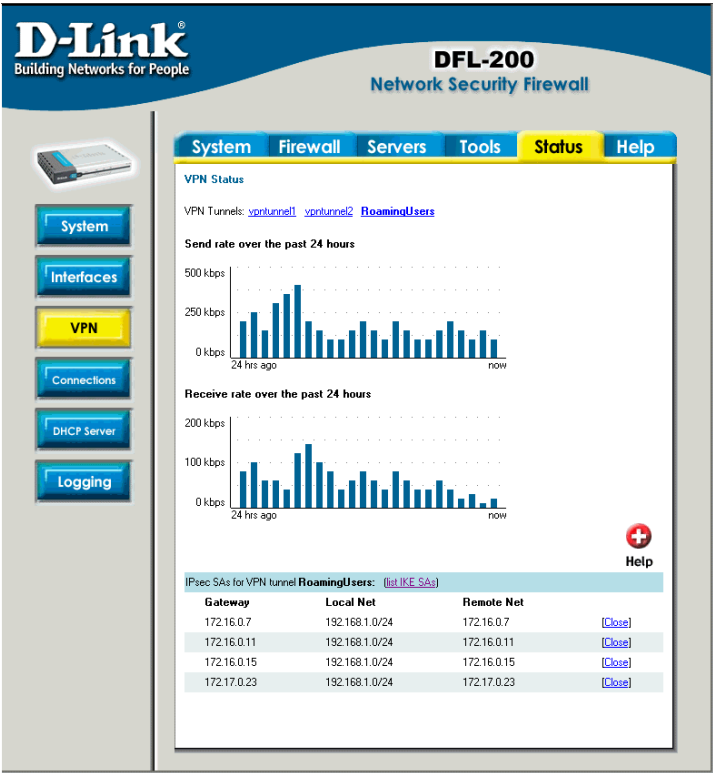 D-Link®
Building Networks for People
DFL-200
Network Security Firewall
System Firewall Servers Tools Status Help
System
Interfaces
VPN
Connections
DHCP Server
Logging
VPN Status
VPN Tunnels: vpntunnel1 vpntunnel2 RoamingUsers
Send rate over the past 24 hours
500 kbps
250 kbps
0 kbps
24 hrs ago now
Receive rate over the past 24 hours
200 kbps
100 kbps
0 kbps
24 hrs ago now
Help
IPsec SAs for VPN tunnel RoamingUsers: (list IKE SAs)
Gateway Local Net Remote Net
172.16.0.7 192.168.1.0/24 172.16.0.7 [Close]
172.16.0.11 192.168.1.0/24 172.16.0.11 [Close]
172.16.0.15 192.168.1.0/24 172.16.0.15 [Close]
172.17.0.23 192.168.1.0/24 172.17.0.23 [Close]